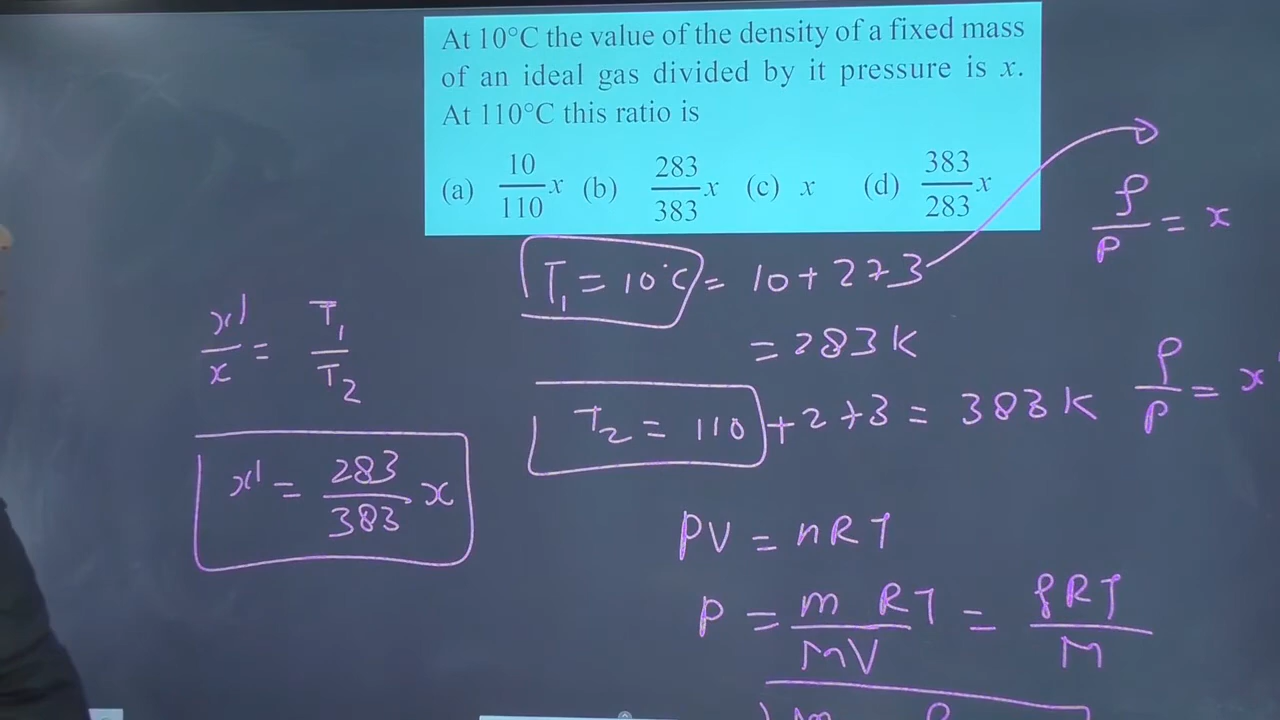 At 10°C the value of the density of a fixed mass
of an ideal gas divided by it pressure is x.
At 110°C this ratio is
(a) 10/110 x (b) 283/383 x (c) x (d) 383/283 x
ρ/P = x
T₁ = 10°C = 10 + 273
= 283 K
x'/x = T₁/T₂
T₂ = 110 + 273 = 383 K
ρ/P = x
x' = 283/383 x
PV = nRT
P = m RT/MV = ρRT/M